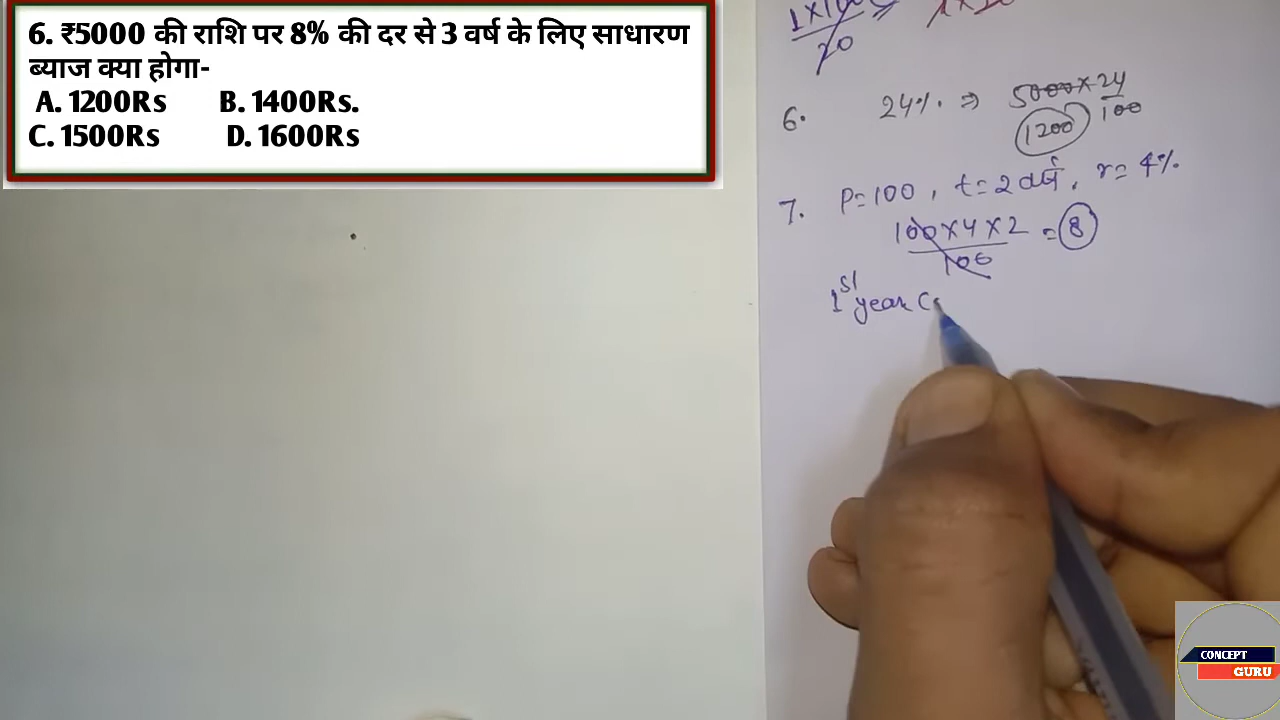 6. ₹5000 की राशि पर 8% की दर से 3 वर्ष के लिए साधारण
ब्याज क्या होगा-
A. 1200Rs B. 1400Rs.
C. 1500Rs D. 1600Rs
20
6. 24% ⇒ 5000×24
100
1200
7. P=100, t=2 वर्ष, r=4%
100×4×2 = 8
100
1st year C
CONCEPT
GURU